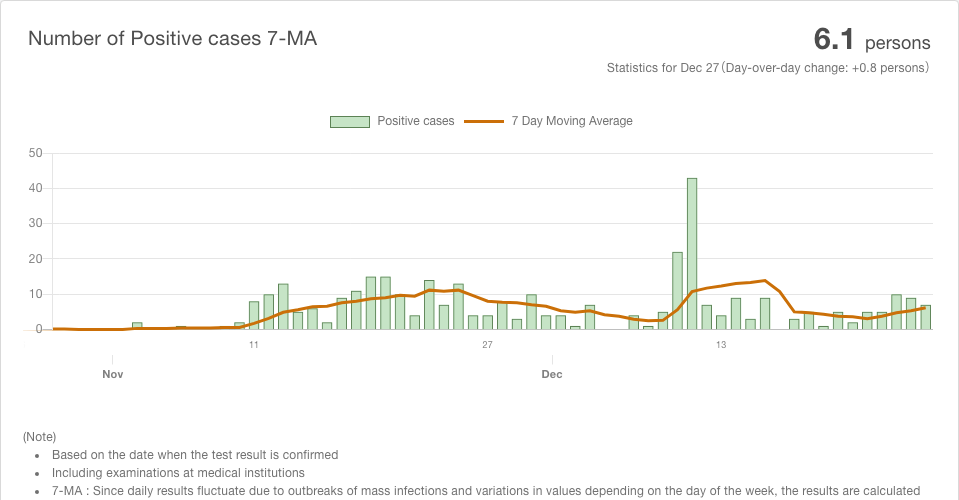 Number of Positive cases 7-MA
6.1 persons
Statistics for Dec 27 (Day-over-day change: +0.8 persons)
Positive cases
7 Day Moving Average
50
40
30
20
10
0
11
27
13
Nov
Dec
(Note)
• Based on the date when the test result is confirmed
• Including examinations at medical institutions
• 7-MA : Since daily results fluctuate due to outbreaks of mass infections and variations in values depending on the day of the week, the results are calculated